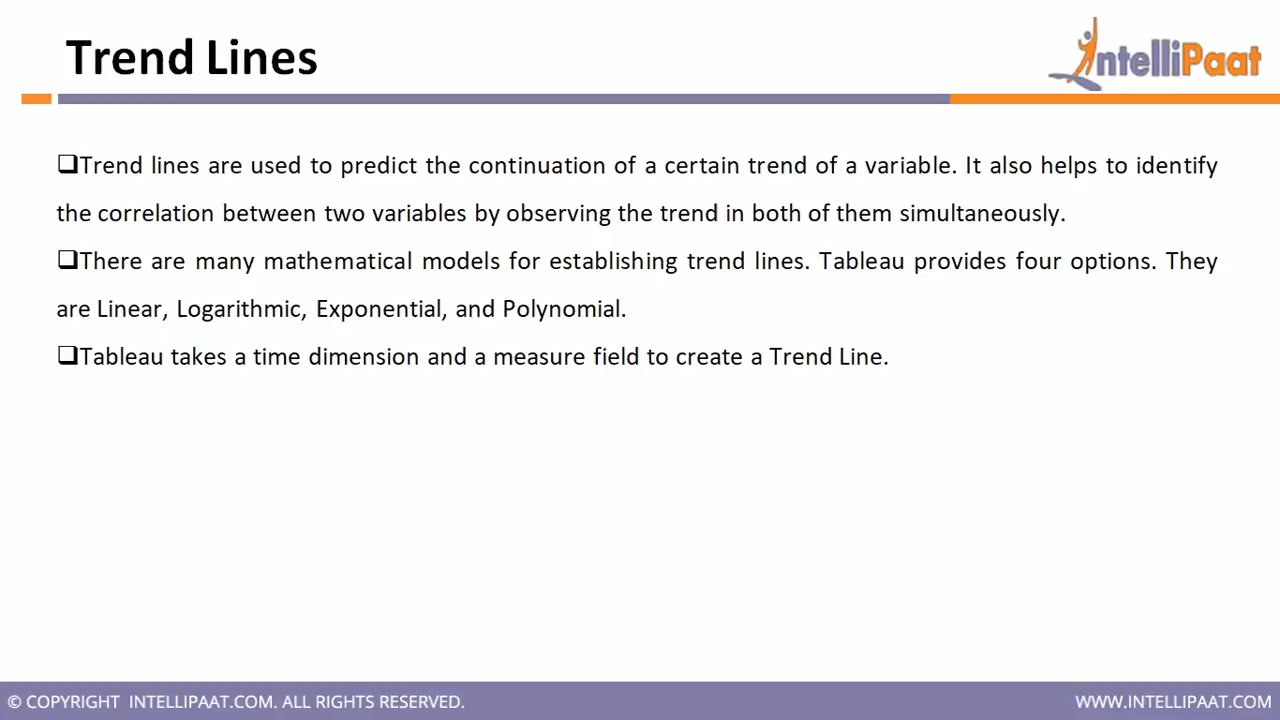 Trend Lines
IntelliPaat
❑Trend lines are used to predict the continuation of a certain trend of a variable. It also helps to identify
the correlation between two variables by observing the trend in both of them simultaneously.
❑There are many mathematical models for establishing trend lines. Tableau provides four options. They
are Linear, Logarithmic, Exponential, and Polynomial.
❑Tableau takes a time dimension and a measure field to create a Trend Line.
© COPYRIGHT INTELLIPAAT.COM. ALL RIGHTS RESERVED.
WWW.INTELLIPAAT.COM